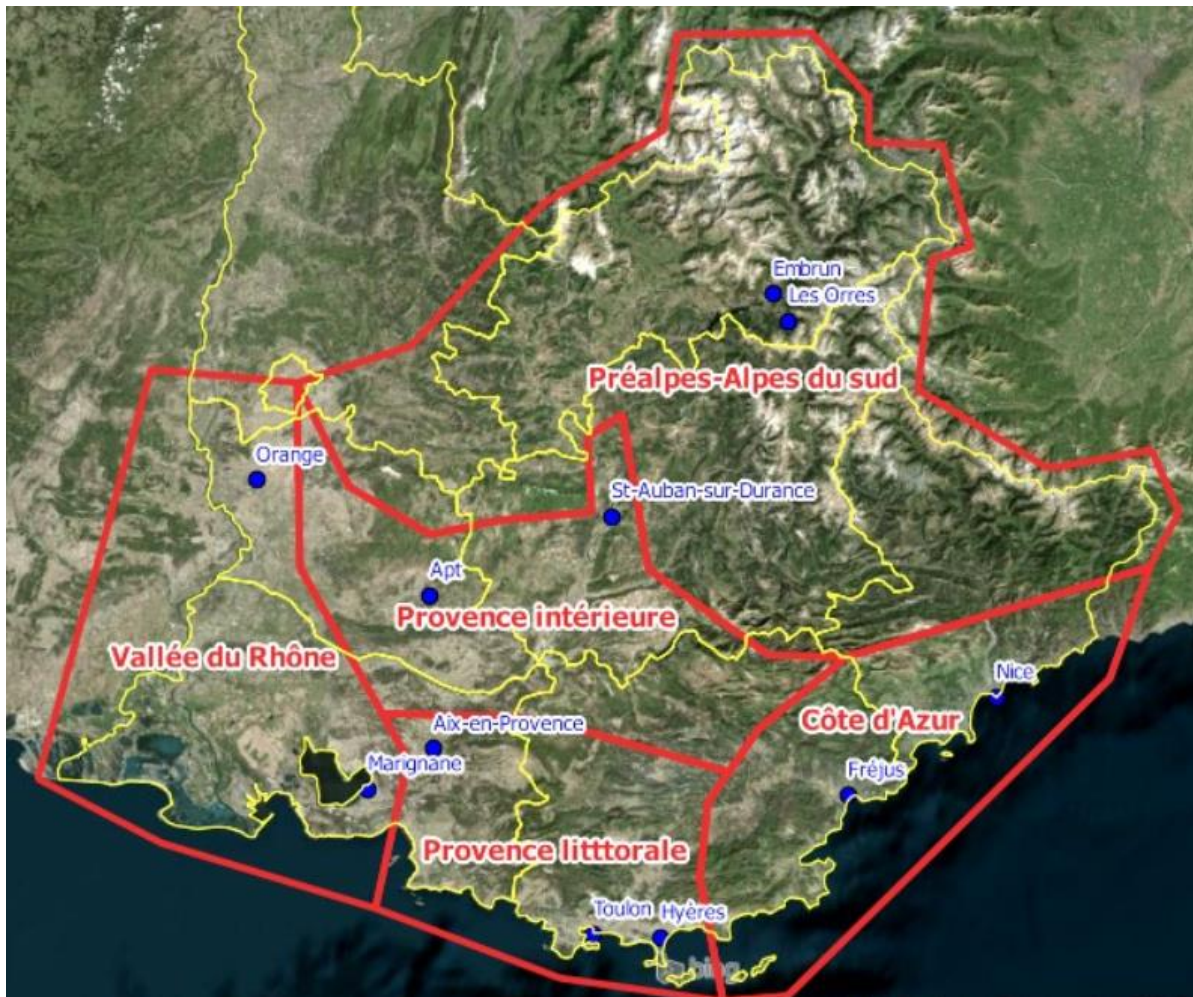 Embrun
Les Orres
Préalpes-Alpes du sud
Orange
St-Auban-sur-Durance
Apt
Provence intérieure
Vallée du Rhône
Nice
Côte d'Azur
Aix-en-Provence
Marignane
Fréjus
Provence litttorale
Toulon
Hyères
bing